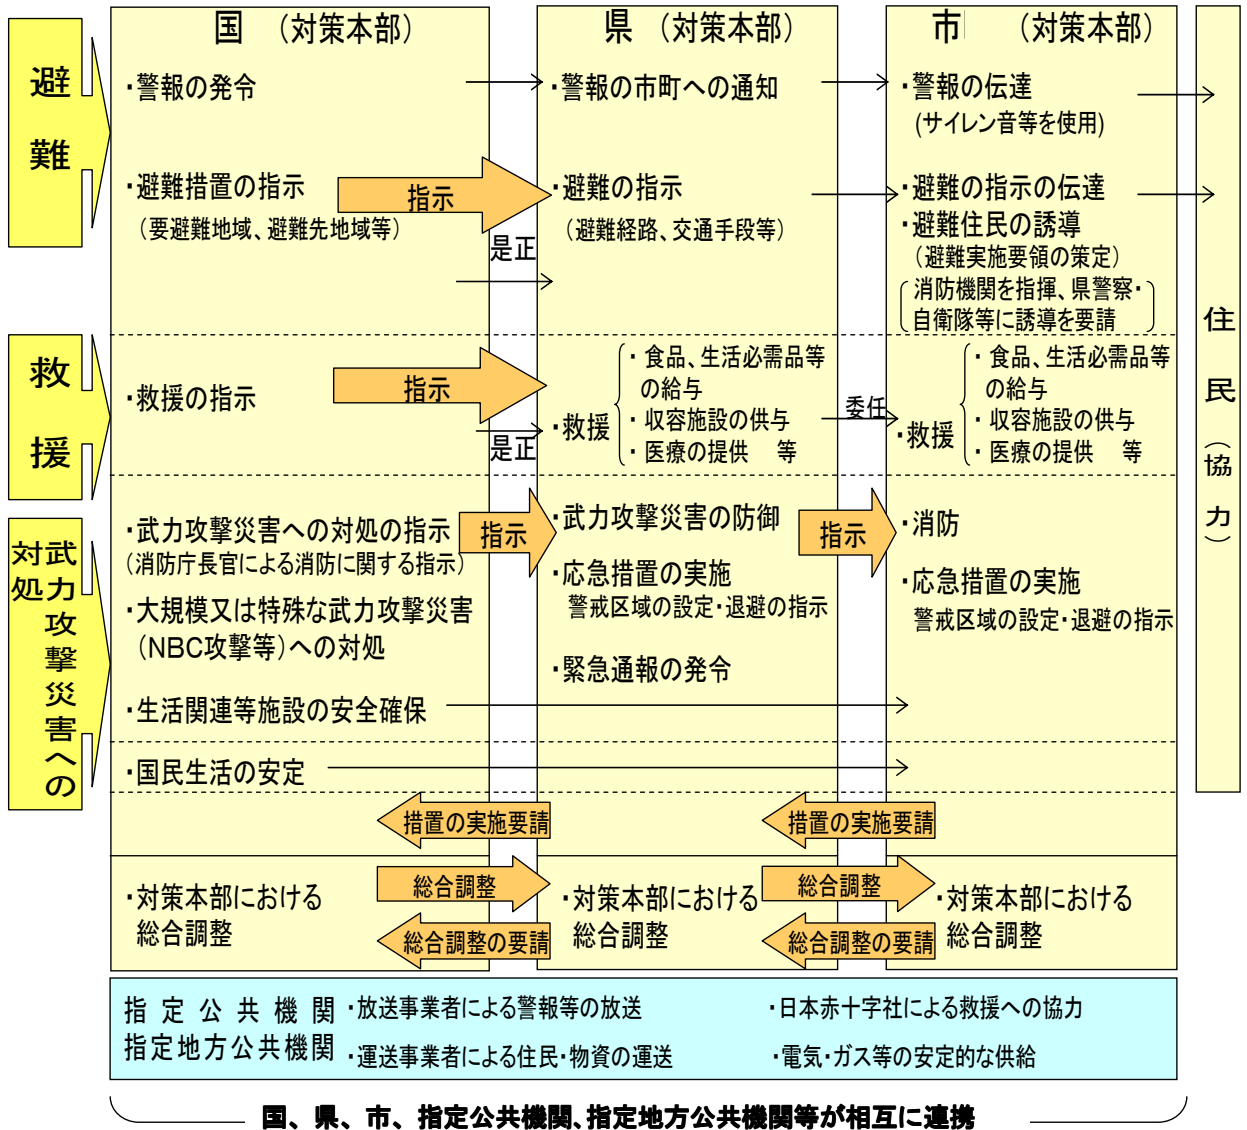 国 （対策本部）
県 （対策本部）
市 （対策本部）
避難
・警報の発令
・警報の市町への通知
・警報の伝達
(サイレン音等を使用)
・避難措置の指示
（要避難地域、避難先地域等）
指示
是正
・避難の指示
（避難経路、交通手段等）
・避難の指示の伝達
・避難住民の誘導
（避難実施要領の策定）
消防機関を指揮、県警察・
自衛隊等に誘導を要請
救援
・救援の指示
指示
是正
・救援
・食品、生活必需品等
の給与
・収容施設の供与
・医療の提供 等
委任
・救援
・食品、生活必需品等
の給与
・収容施設の供与
・医療の提供 等
武力攻撃災害への
対処
・武力攻撃災害への対処の指示
（消防庁長官による消防に関する指示）
・大規模又は特殊な武力攻撃災害
（NBC攻撃等）への対処
・生活関連等施設の安全確保
指示
・武力攻撃災害の防御
・応急措置の実施
警戒区域の設定・退避の指示
・緊急通報の発令
指示
・消防
・応急措置の実施
警戒区域の設定・退避の指示
・国民生活の安定
措置の実施要請
措置の実施要請
・対策本部における
総合調整
総合調整
総合調整の要請
・対策本部における
総合調整
総合調整
総合調整の要請
・対策本部における
総合調整
住民（協力）
指定公共機関
指定地方公共機関
・放送事業者による警報等の放送
・日本赤十字社による救援への協力
・運送事業者による住民・物資の運送
・電気・ガス等の安定的な供給
国、県、市、指定公共機関、指定地方公共機関等が相互に連携